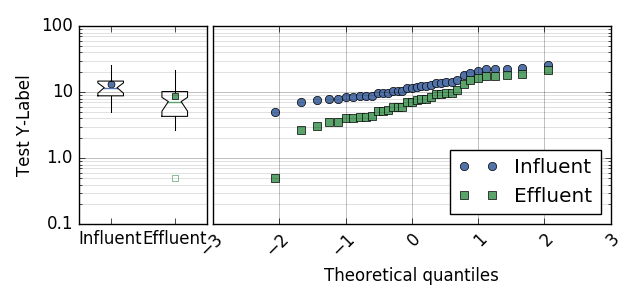 100
10
1.0
0.1
Test Y-Label
Influent Effluent
−3 −2 −1 0 1 2 3
Theoretical quantiles
Influent
Effluent